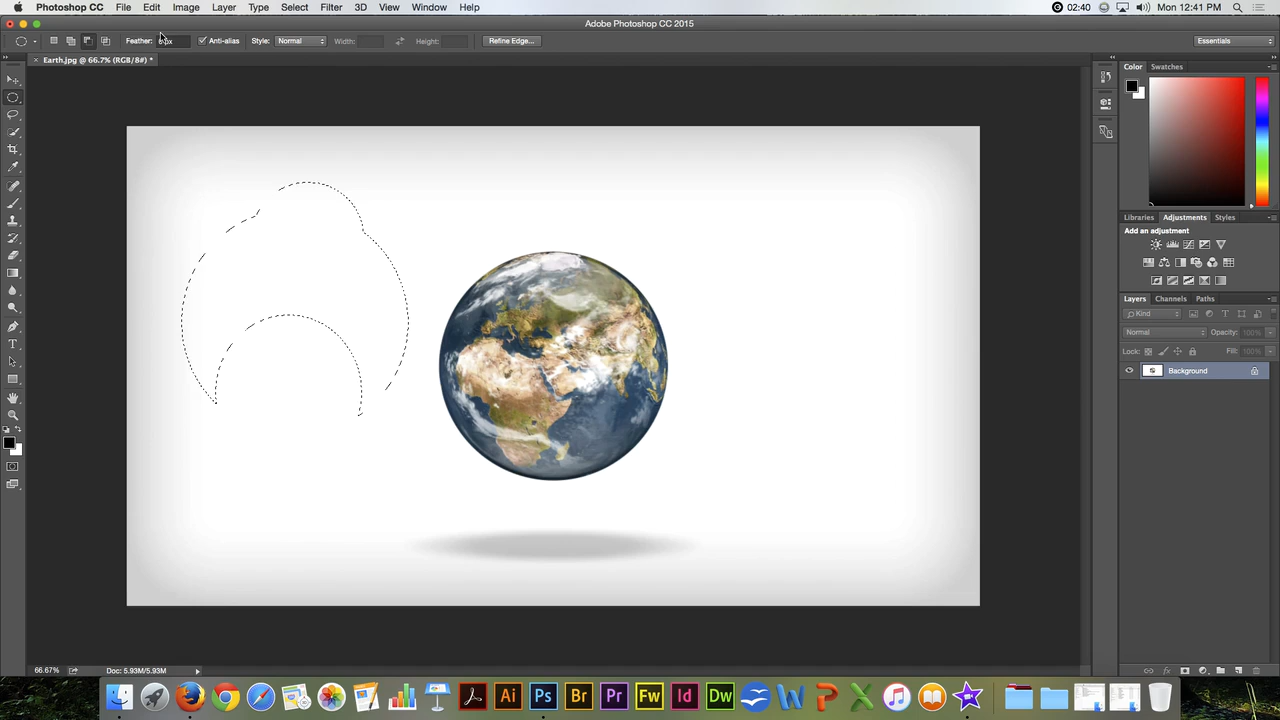 Photoshop CC File Edit Image Layer Type Select Filter 3D View Window Help 02:40 Mon 12:41 PM
Adobe Photoshop CC 2015
Feather: Anti-alias Style: Normal Width: Height: Refine Edge... Essentials
Earth.jpg @ 66.7% (RGB/8#) *
Color Swatches
Libraries Adjustments Styles
Add an adjustment
Layers Channels Paths
Kind
Normal Opacity: 100%
Lock: Fill: 100%
Background
66.67% Doc: 5.93M/5.93M
Ai Ps Br Pr Fw Id Dw